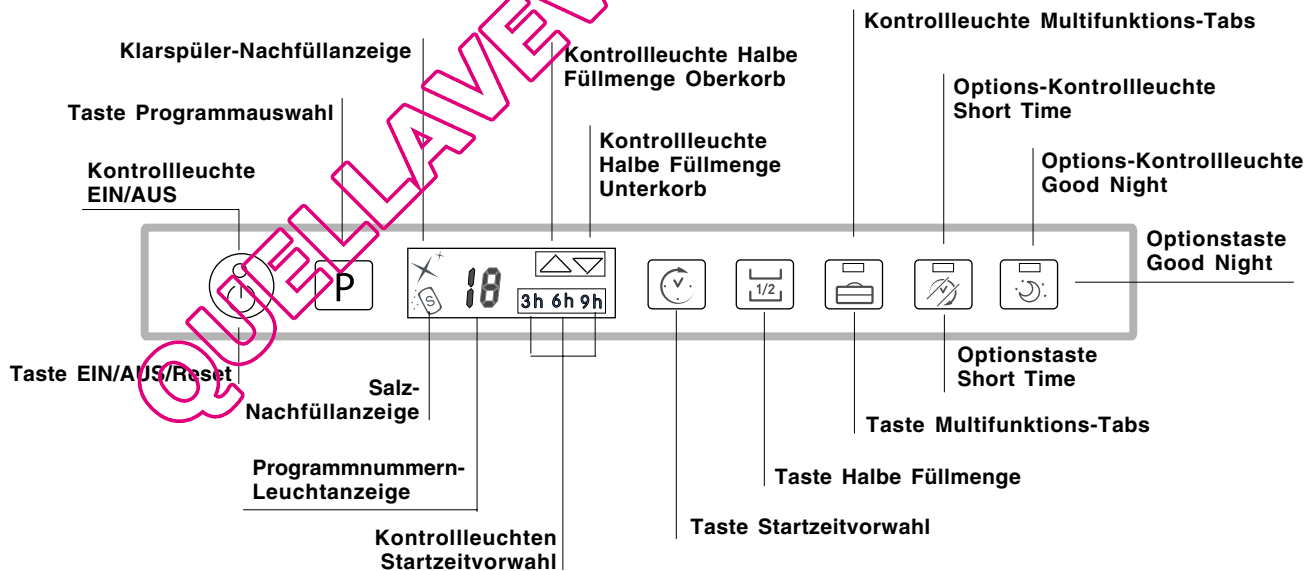 Kontrollleuchte Multifunktions-Tabs
Klarspüler-Nachfüllanzeige
Kontrollleuchte Halbe
Füllmenge Oberkorb
Options-Kontrollleuchte
Short Time
Taste Programmauswahl
Kontrollleuchte
Halbe Füllmenge
Unterkorb
Options-Kontrollleuchte
Good Night
Kontrollleuchte
EIN/AUS
Optionstaste
Good Night
P
S
18
3h 6h 9h
1/2
Taste EIN/AUS/Reset
Salz-
Nachfüllanzeige
Optionstaste
Short Time
Taste Multifunktions-Tabs
Programmnummern-
Leuchtanzeige
Taste Halbe Füllmenge
Taste Startzeitvorwahl
Kontrollleuchten
Startzeitvorwahl